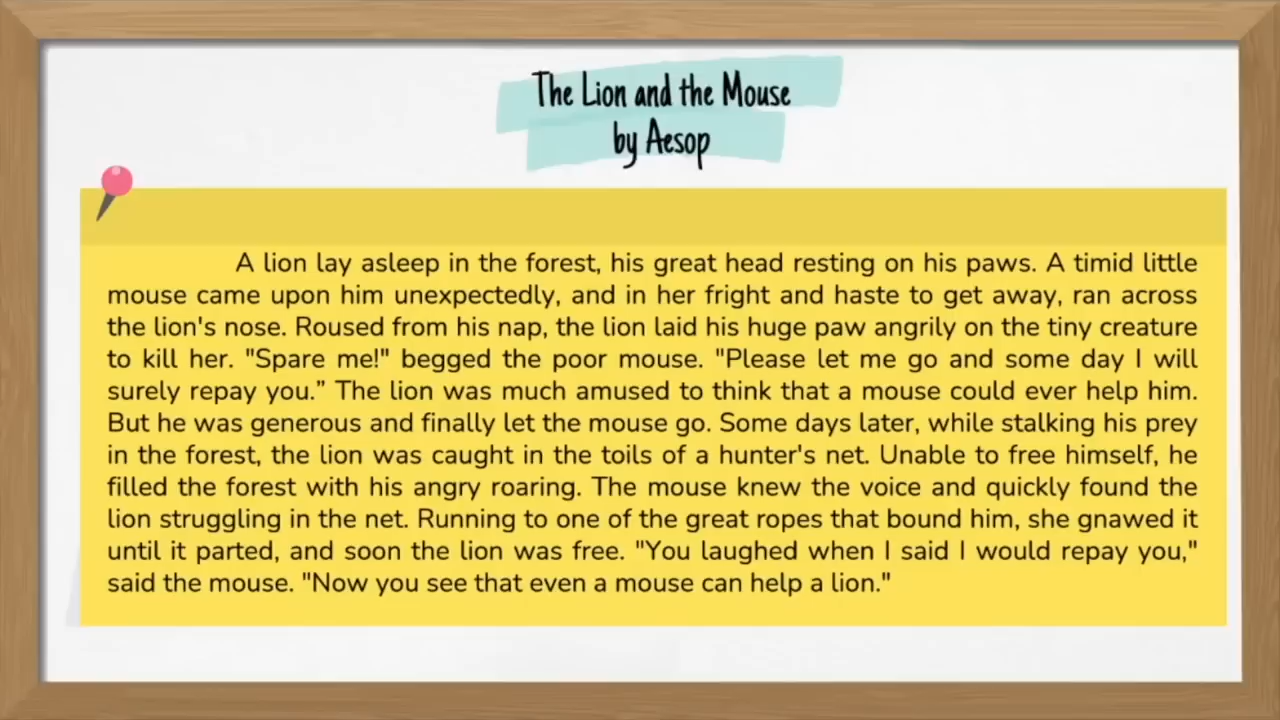 The Lion and the Mouse
by Aesop
A lion lay asleep in the forest, his great head resting on his paws. A timid little
mouse came upon him unexpectedly, and in her fright and haste to get away, ran across
the lion's nose. Roused from his nap, the lion laid his huge paw angrily on the tiny creature
to kill her. "Spare me!" begged the poor mouse. "Please let me go and some day I will
surely repay you.” The lion was much amused to think that a mouse could ever help him.
But he was generous and finally let the mouse go. Some days later, while stalking his prey
in the forest, the lion was caught in the toils of a hunter's net. Unable to free himself, he
filled the forest with his angry roaring. The mouse knew the voice and quickly found the
lion struggling in the net. Running to one of the great ropes that bound him, she gnawed it
until it parted, and soon the lion was free. "You laughed when I said I would repay you,"
said the mouse. "Now you see that even a mouse can help a lion."